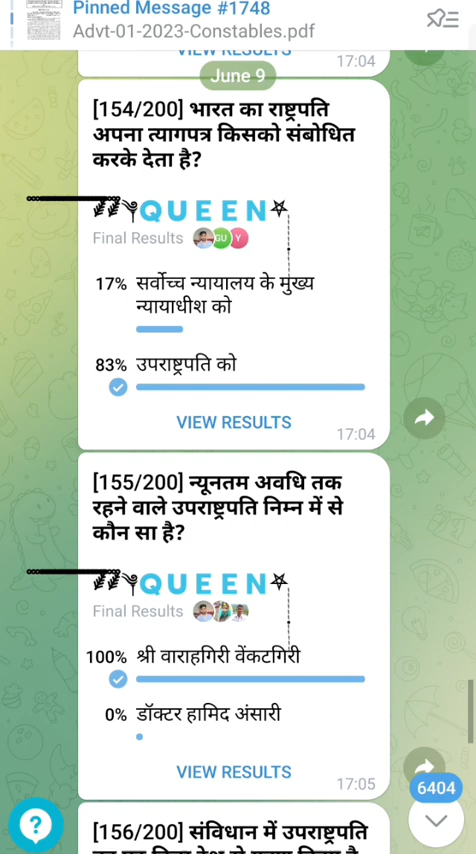 Pinned Message #1748
Advt-01-2023-Constables.pdf
VIEW RESULTS
17:04
June 9
[154/200] भारत का राष्ट्रपति
अपना त्यागपत्र किसको संबोधित
करके देता है?
QUEEN
Final Results GU Y
17% सर्वोच्च न्यायालय के मुख्य
न्यायाधीश को
83% उपराष्ट्रपति को
VIEW RESULTS
17:04
[155/200] न्यूनतम अवधि तक
रहने वाले उपराष्ट्रपति निम्न में से
कौन सा है?
QUEEN
Final Results
100% श्री वाराहगिरी वेंकटगिरी
0% डॉक्टर हामिद अंसारी
VIEW RESULTS
17:05
6404
?
[156/200] संविधान में उपराष्ट्रपति